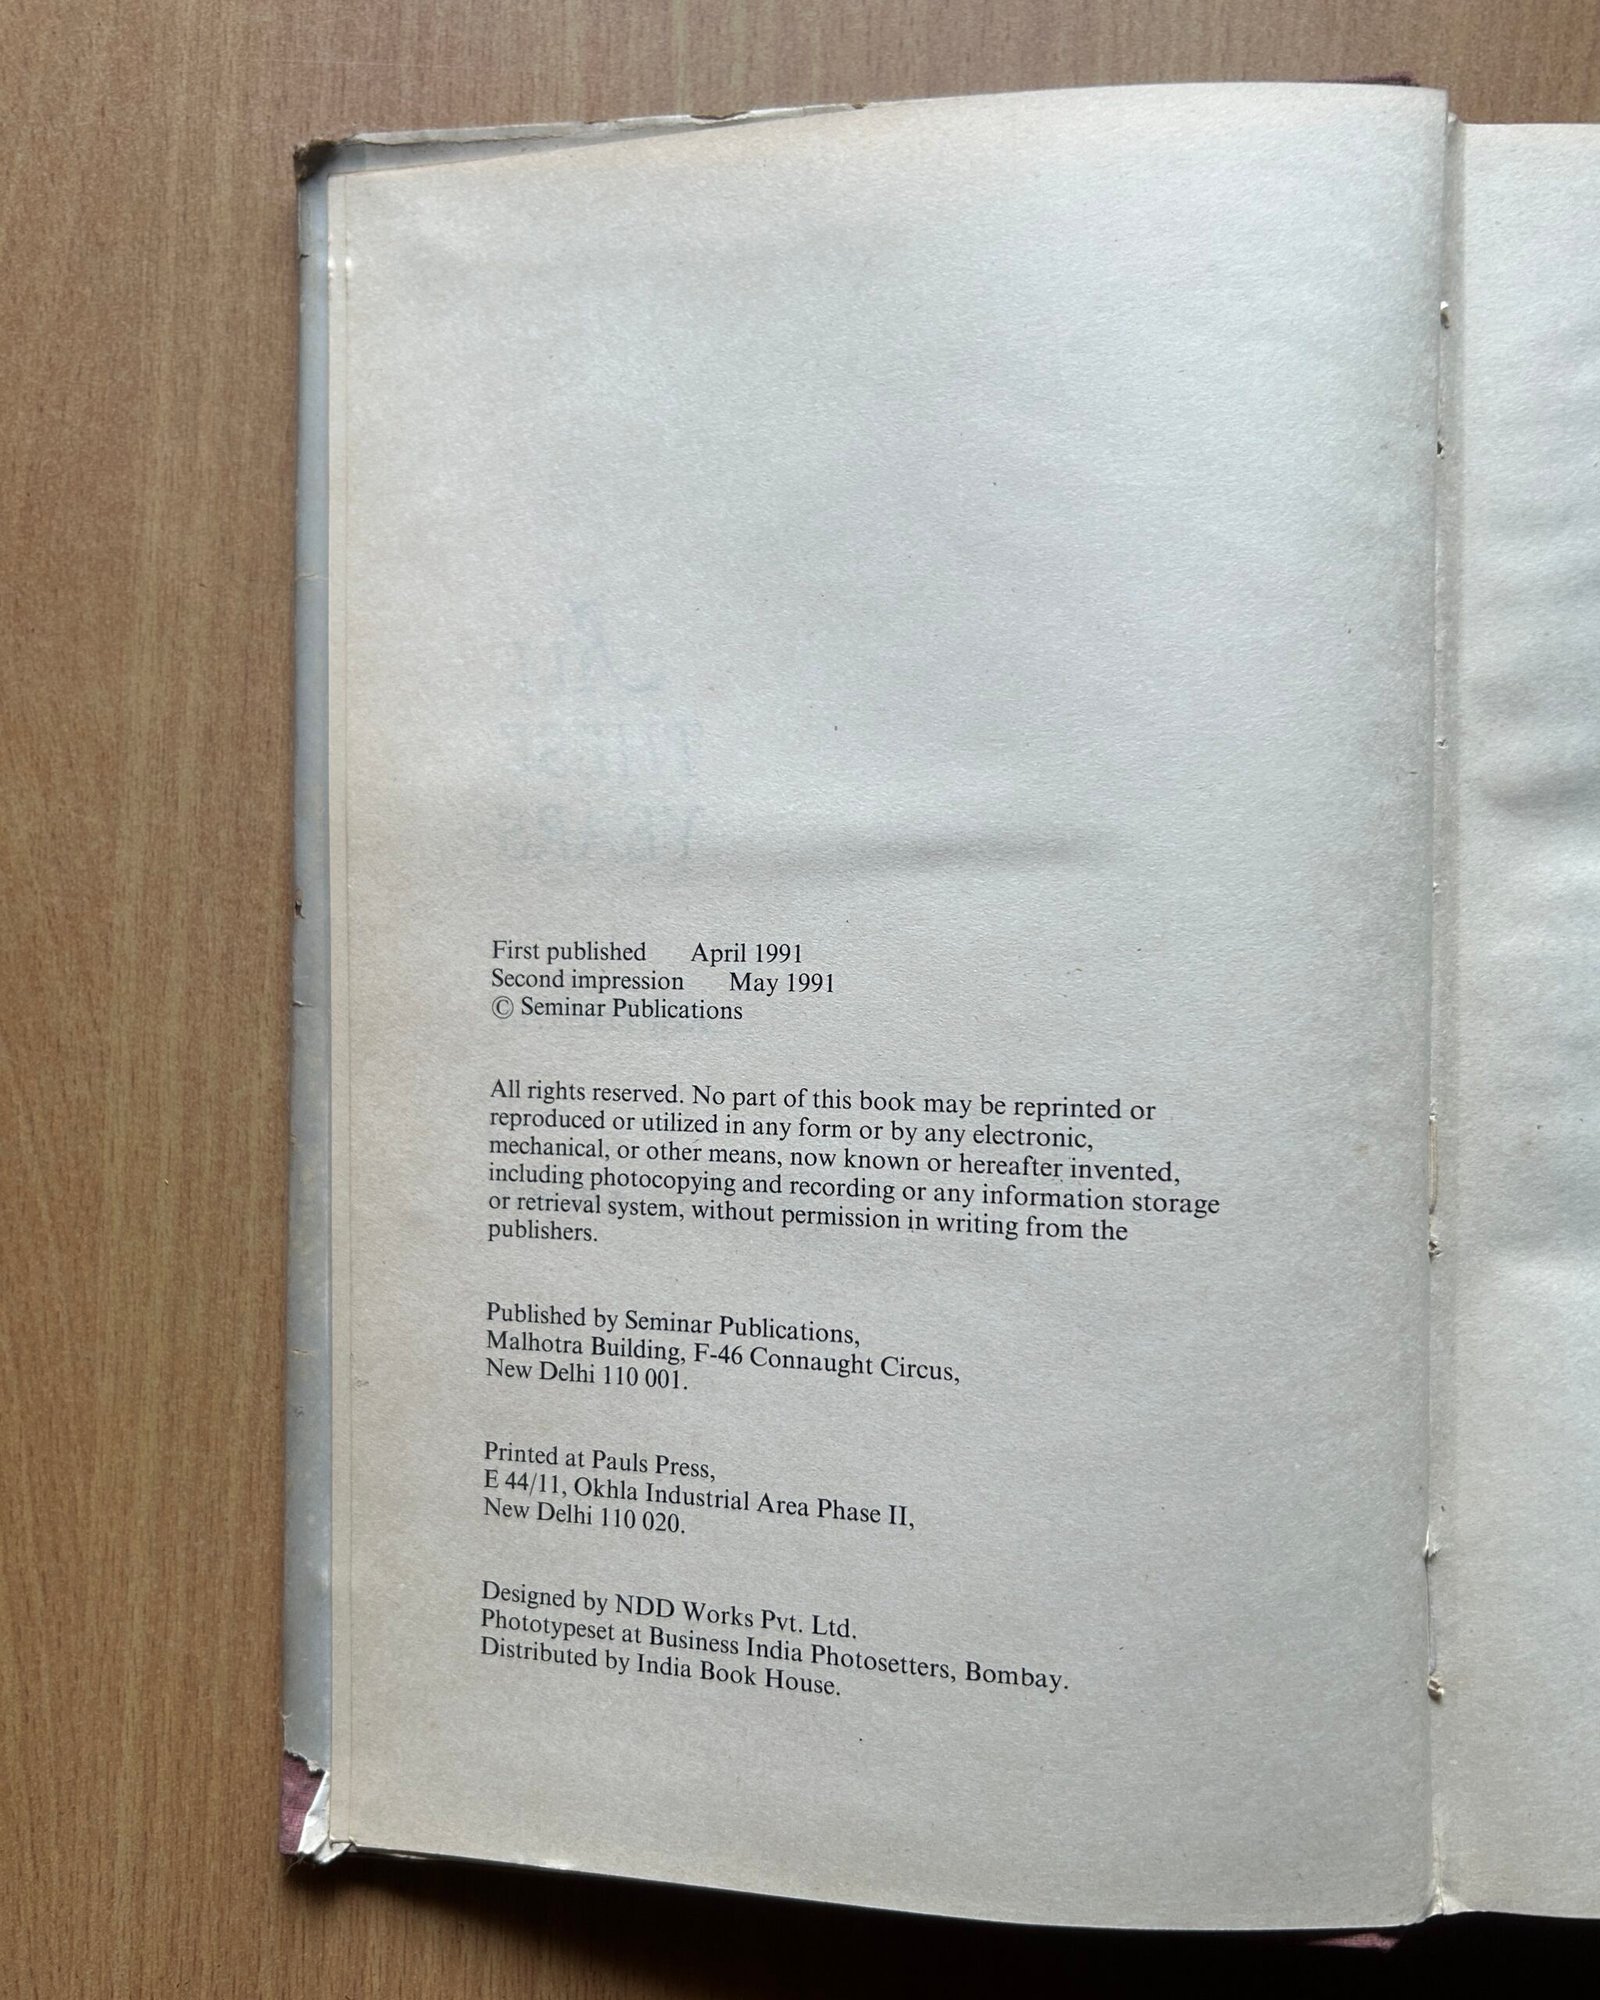 ALL
THESE
YEARS
First published April 1991
Second impression May 1991
© Seminar Publications
All rights reserved. No part of this book may be reprinted or
reproduced or utilized in any form or by any electronic,
mechanical, or other means, now known or hereafter invented,
including photocopying and recording or any information storage
or retrieval system, without permission in writing from the
publishers.
Published by Seminar Publications,
Malhotra Building, F-46 Connaught Circus,
New Delhi 110 001.
Printed at Pauls Press,
E 44/11, Okhla Industrial Area Phase II,
New Delhi 110 020.
Designed by NDD Works Pvt. Ltd.
Phototypeset at Business India Photosetters, Bombay.
Distributed by India Book House.